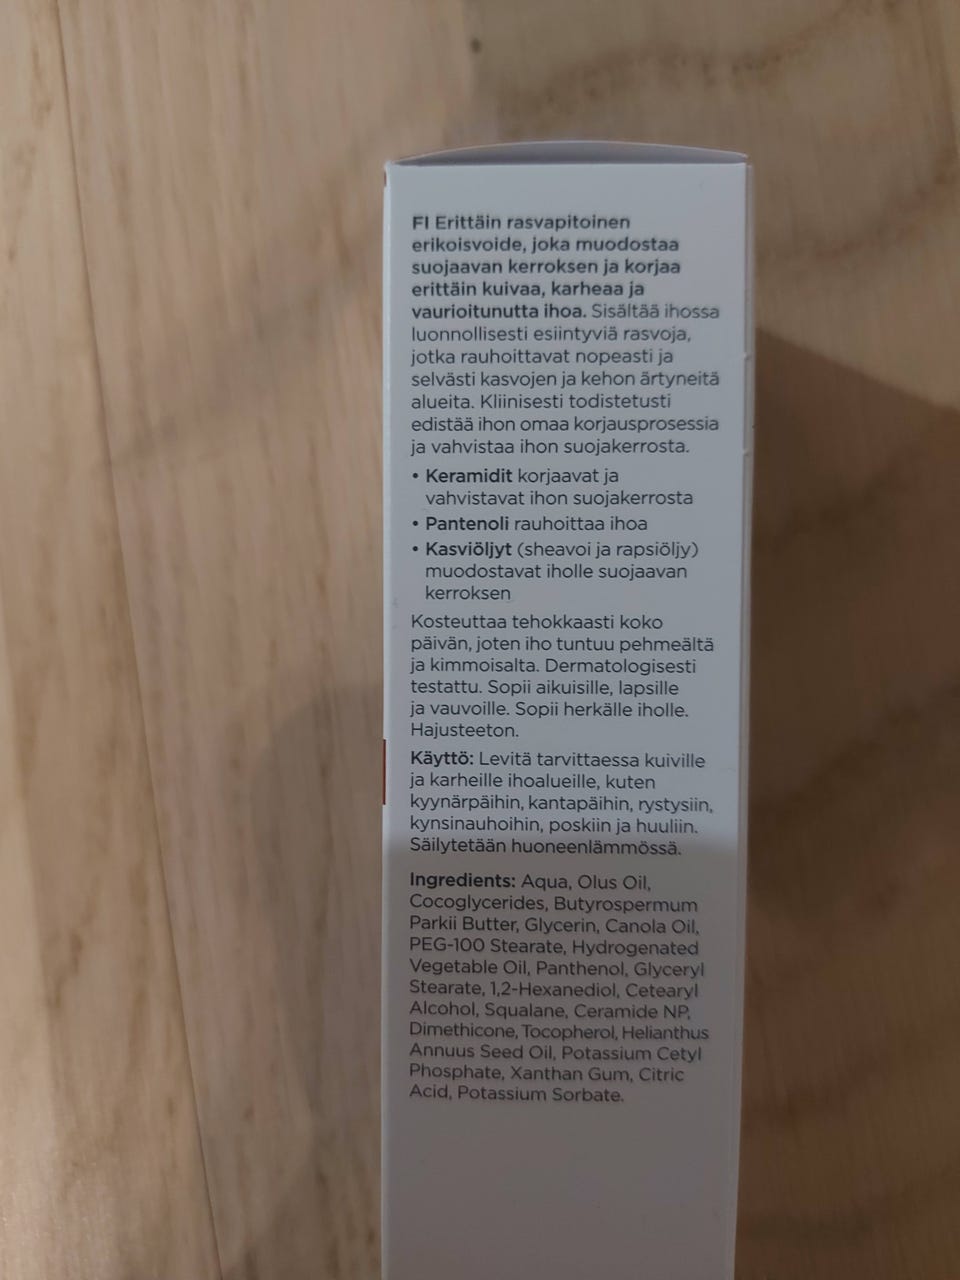 FI Erittäin rasvapitoinen
erikoisvoide, joka muodostaa
suojaavan kerroksen ja korjaa
erittäin kuivaa, karheaa ja
vaurioitunutta ihoa. Sisältää ihossa
luonnollisesti esiintyviä rasvoja,
jotka rauhoittavat nopeasti ja
selvästi kasvojen ja kehon ärtyneitä
alueita. Kliinisesti todistetusti
edistää ihon omaa korjausprosessia
ja vahvistaa ihon suojakerrosta.
• Keramidit korjaavat ja
vahvistavat ihon suojakerrosta
• Pantenoli rauhoittaa ihoa
• Kasviöljyt (sheavoi ja rapsiöljy)
muodostavat iholle suojaavan
kerroksen
Kosteuttaa tehokkaasti koko
päivän, joten iho tuntuu pehmeältä
ja kimmoisalta. Dermatologisesti
testattu. Sopii aikuisille, lapsille
ja vauvoille. Sopii herkälle iholle.
Hajusteeton.
Käyttö: Levitä tarvittaessa kuiville
ja karheille ihoalueille, kuten
kyynärpäihin, kantapäihin, rystysiin,
kynsinauhoihin, poskiin ja huuliin.
Säilytetään huoneenlämmössä.
Ingredients: Aqua, Olus Oil,
Cocoglycerides, Butyrospermum
Parkii Butter, Glycerin, Canola Oil,
PEG-100 Stearate, Hydrogenated
Vegetable Oil, Panthenol, Glyceryl
Stearate, 1,2-Hexanediol, Cetearyl
Alcohol, Squalane, Ceramide NP,
Dimethicone, Tocopherol, Helianthus
Annuus Seed Oil, Potassium Cetyl
Phosphate, Xanthan Gum, Citric
Acid, Potassium Sorbate.